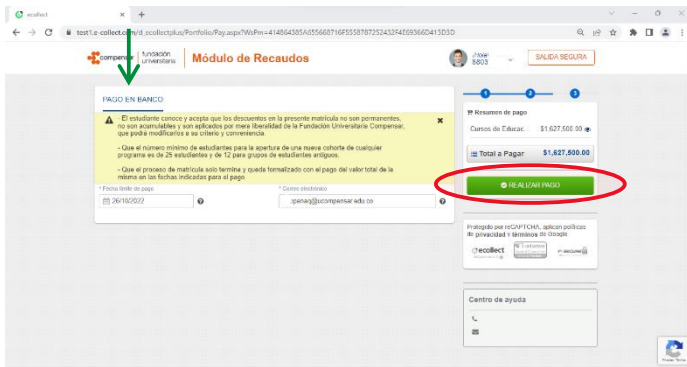 ecollect
test1.e-collect.com/d_ecollectplus/Portfolio/Pay.aspx?
compensar | fundación universitaria
Módulo de Recaudos
¡Hola!
8803
SALIDA SEGURA
PAGO EN BANCO
- El estudiante conoce y acepta que los descuentos en la presente matrícula no son permanentes,
no son acumulables y son aplicados por mera liberalidad de la Fundación Universitaria Compensar,
que podrá modificarlos a su criterio y conveniencia.
- Que el número mínimo de estudiantes para la apertura de una nueva cohorte de cualquier
programa es de 25 estudiantes y de 12 para grupos de estudiantes antiguos.
- Que el proceso de matrícula solo termina y queda formalizado con el pago del valor total de la
misma en las fechas indicadas para el pago.
* Fecha límite de pago
* Correo electrónico
26/10/2022
@ucompensar.edu.co
1 2 3
Resumen de pago
Cursos de Educac... $1,627,500.00
Total a Pagar $1,627,500.00
REALIZAR PAGO
Protegido por reCAPTCHA, aplican políticas
de privacidad y términos de Google
ecollect
Centro de ayuda